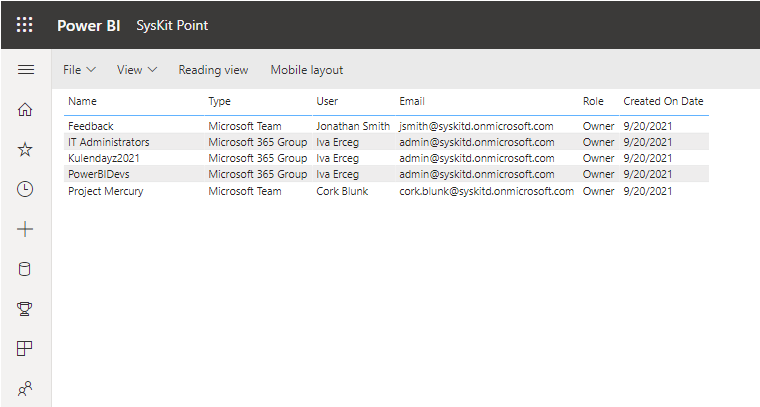 Power BI SysKit Point
File View Reading view Mobile layout
Name Type User Email Role Created On Date
Feedback Microsoft Team Jonathan Smith jsmith@syskitd.onmicrosoft.com Owner 9/20/2021
IT Administrators Microsoft 365 Group Iva Erceg admin@syskitd.onmicrosoft.com Owner 9/20/2021
Kulendayz2021 Microsoft 365 Group Iva Erceg admin@syskitd.onmicrosoft.com Owner 9/20/2021
PowerBIDevs Microsoft 365 Group Iva Erceg admin@syskitd.onmicrosoft.com Owner 9/20/2021
Project Mercury Microsoft Team Cork Blunk cork.blunk@syskitd.onmicrosoft.com Owner 9/20/2021